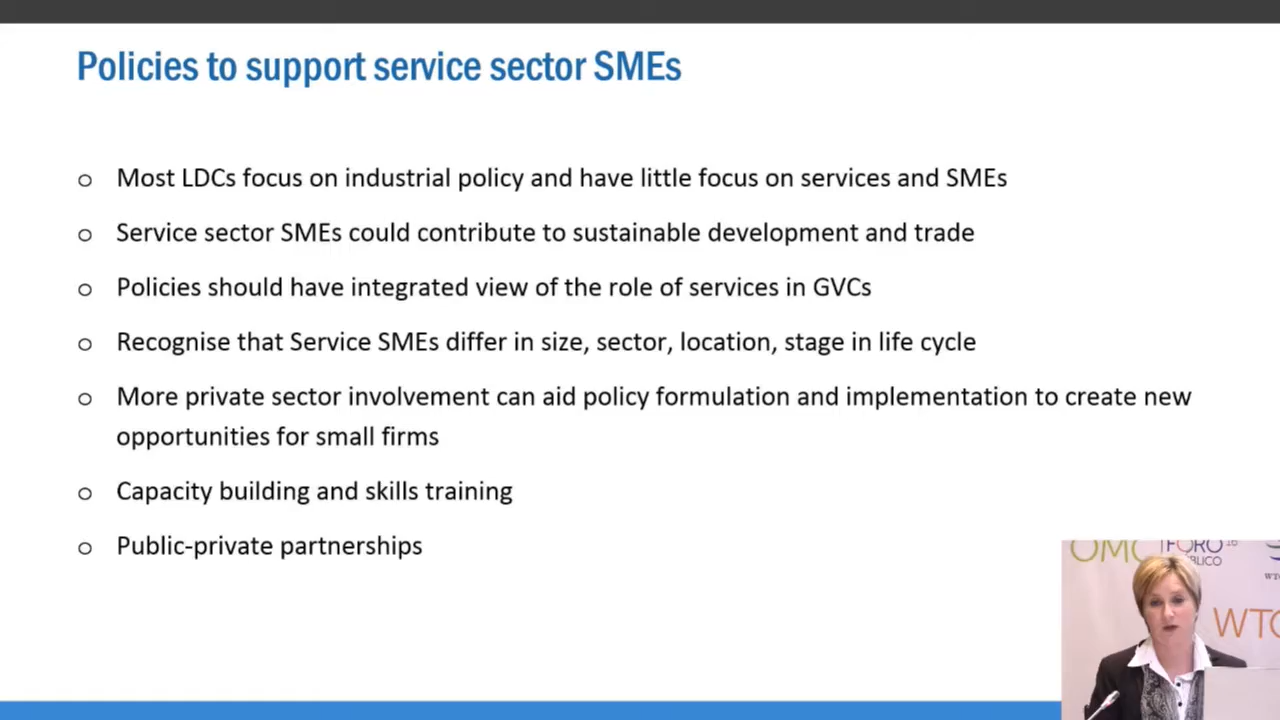 Policies to support service sector SMEs
o Most LDCs focus on industrial policy and have little focus on services and SMEs
o Service sector SMEs could contribute to sustainable development and trade
o Policies should have integrated view of the role of services in GVCs
o Recognise that Service SMEs differ in size, sector, location, stage in life cycle
o More private sector involvement can aid policy formulation and implementation to create new
opportunities for small firms
o Capacity building and skills training
o Public-private partnerships
OMC FORO 16
WTO